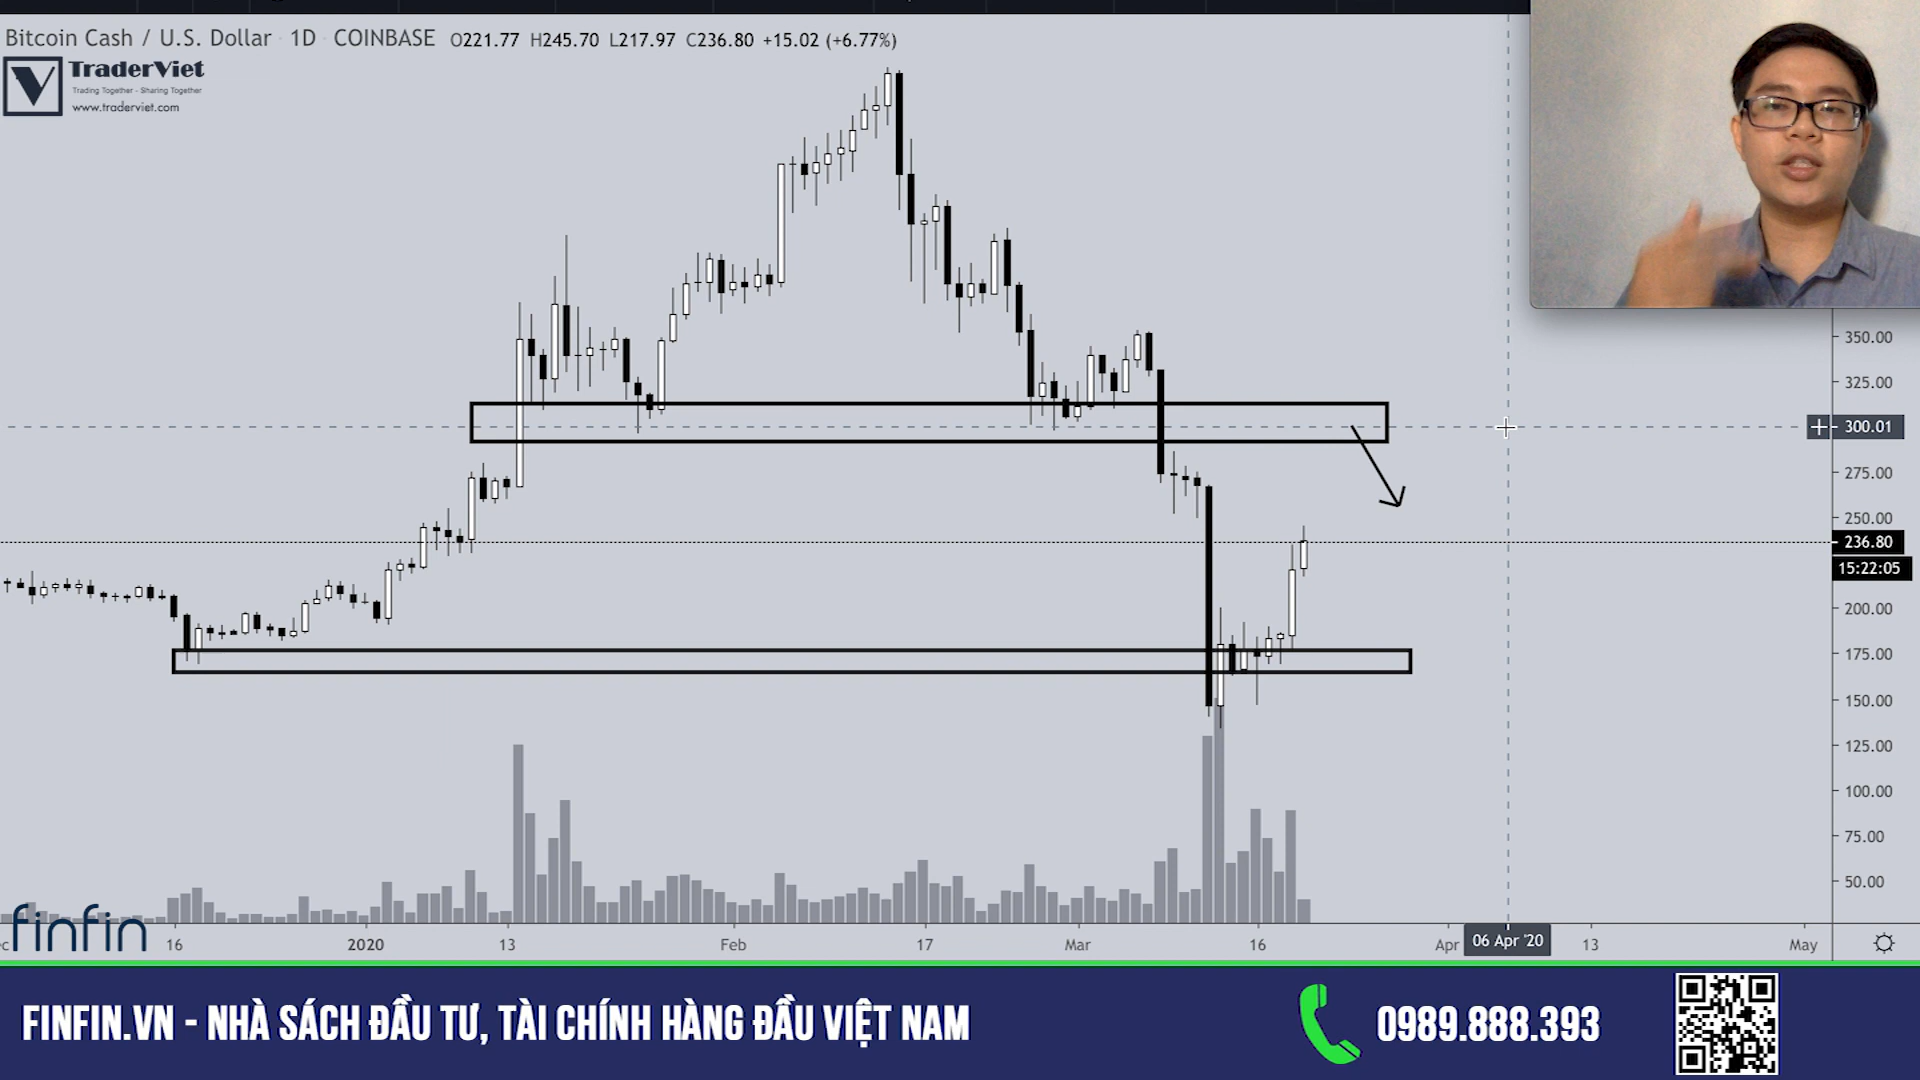 Bitcoin Cash / U.S. Dollar · 1D · COINBASE O221.77 H245.70 L217.97 C236.80 +15.02 (+6.77%)
TraderViet
Trading Together - Sharing Together
www.traderviet.com
350.00
325.00
300.01
275.00
250.00
236.80
15:22:05
200.00
175.00
150.00
125.00
100.00
75.00
50.00
finfin
16 2020 13 Feb 17 Mar 16 Apr 06 Apr '20 13 May
FINFIN.VN - NHÀ SÁCH ĐẦU TƯ, TÀI CHÍNH HÀNG ĐẦU VIỆT NAM
0989.888.393